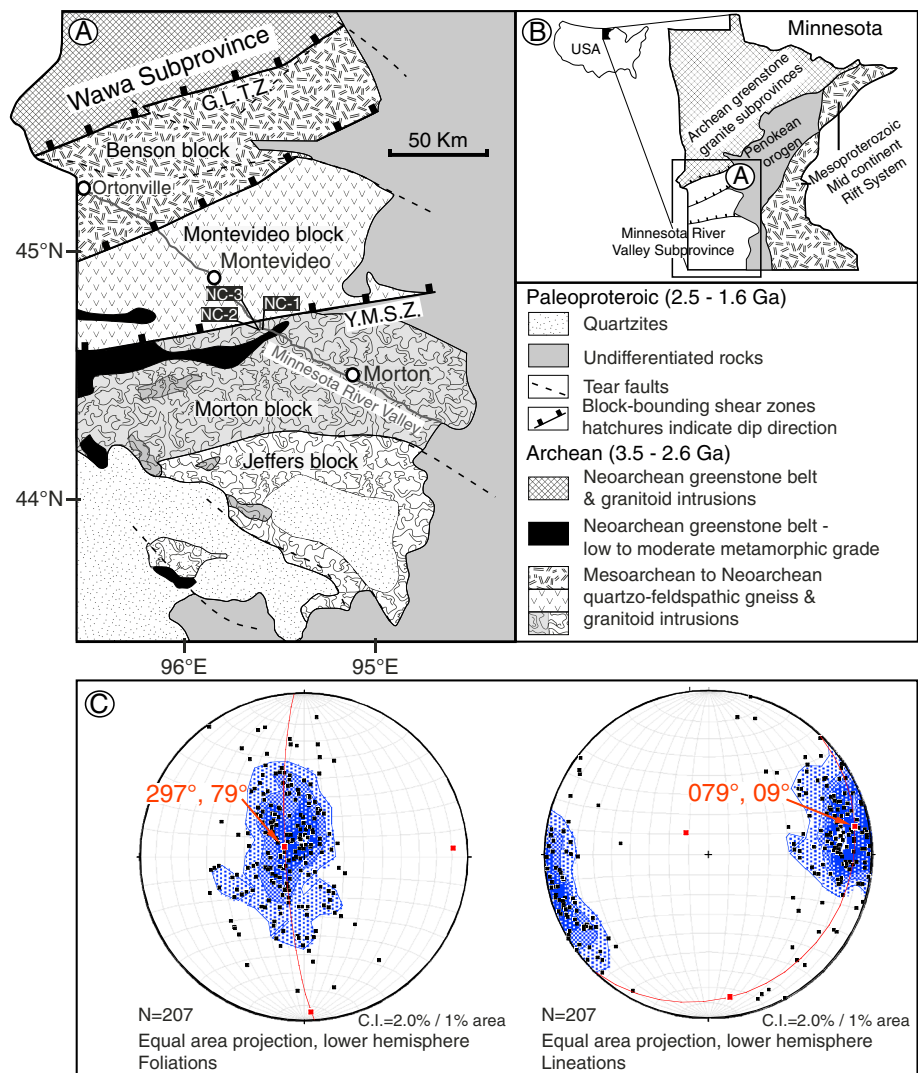 A
Wawa Subprovince
G.L.T.Z.
50 Km
Benson block
Ortonville
45°N
Montevideo block
Montevideo
NC-3
NC-2
NC-1
Y.M.S.Z.
Minnesota River Valley
Morton
Morton block
Jeffers block
44°N
96°E
95°E
B
USA
Minnesota
Archean greenstone
granite subprovinces
Penokean
orogen
A
Mesoproterozoic
Mid continent
Rift System
Minnesota River
Valley Subprovince
Paleoproteroic (2.5 - 1.6 Ga)
Quartzites
Undifferentiated rocks
Tear faults
Block-bounding shear zones
hatchures indicate dip direction
Archean (3.5 - 2.6 Ga)
Neoarchean greenstone belt
& granitoid intrusions
Neoarchean greenstone belt -
low to moderate metamorphic grade
Mesoarchean to Neoarchean
quartzo-feldspathic gneiss &
granitoid intrusions
C
297°, 79°
N=207
C.I.=2.0% / 1% area
Equal area projection, lower hemisphere
Foliations
079°, 09°
N=207
C.I.=2.0% / 1% area
Equal area projection, lower hemisphere
Lineations